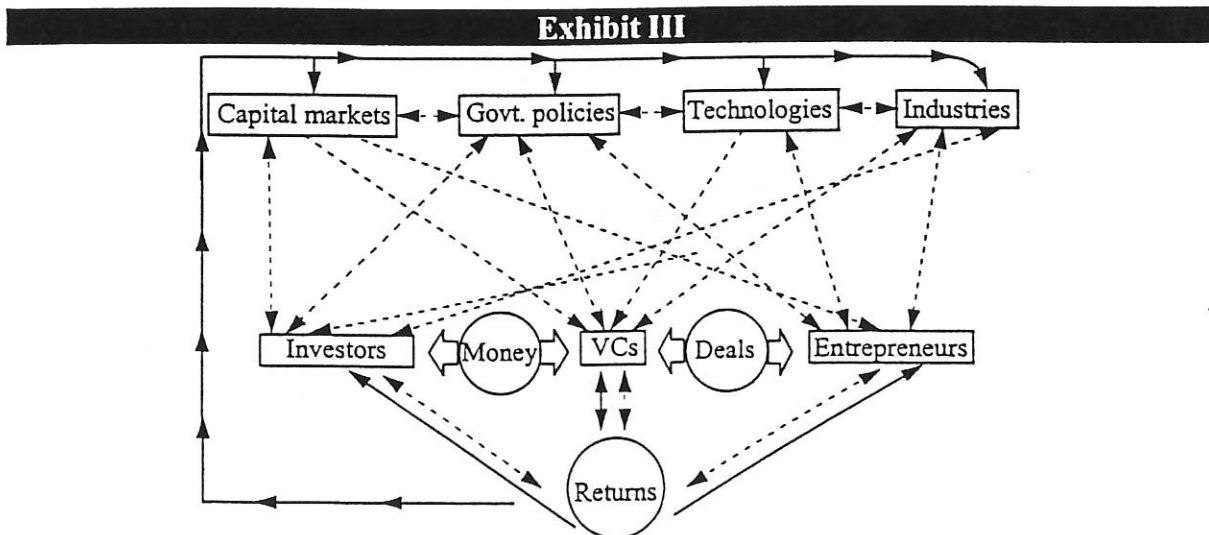 Exhibit III
Capital markets Govt. policies Technologies Industries
Investors Money VCs Deals Entrepreneurs
Returns